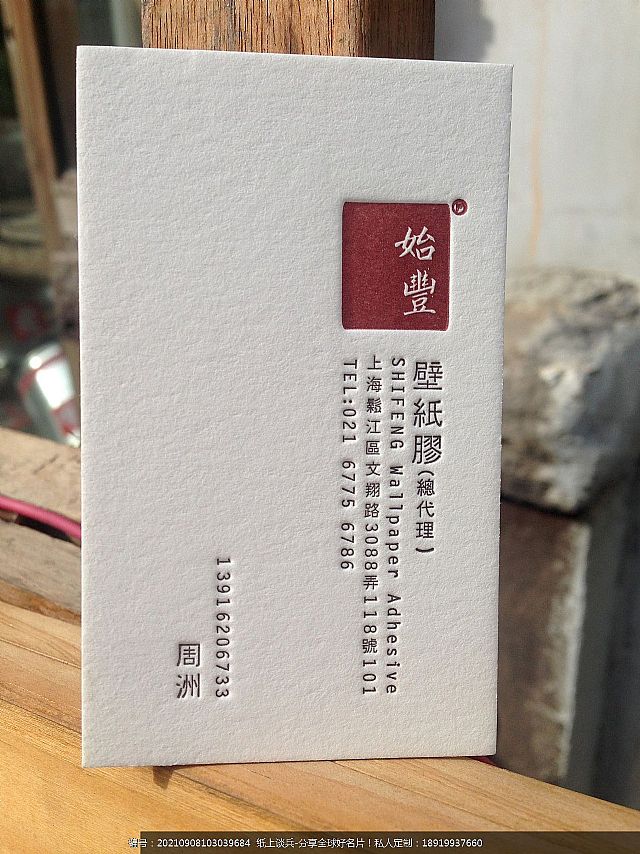 始豐
壁紙膠(總代理)
SHIFENG Wallpaper Adhesive
上海鬆江區文翔路3088弄118號101
TEL:021 6775 6786
13916206733
周洲
编号：20210908103039684 纸上谈兵-分享全球好名片！私人定制：18919937660